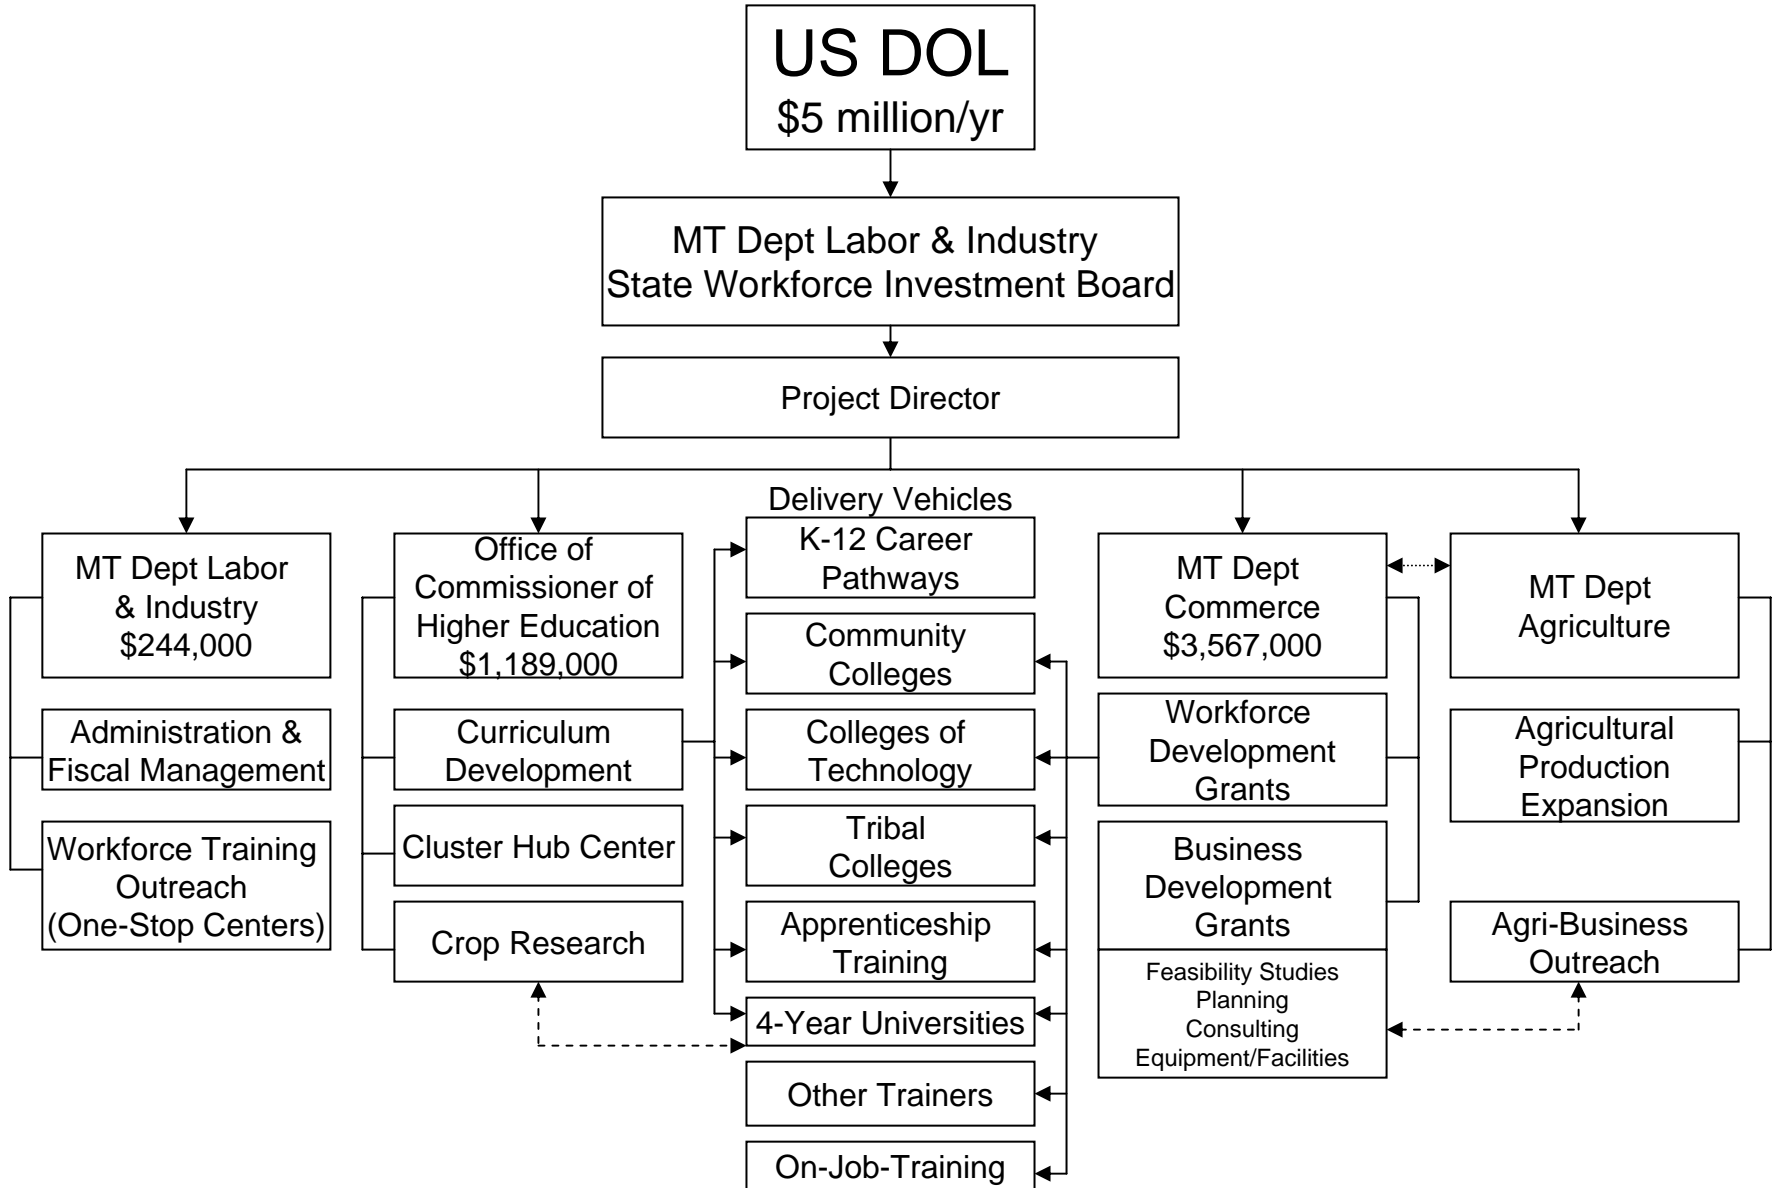 US DOL
$5 million/yr
MT Dept Labor & Industry
State Workforce Investment Board
Project Director
MT Dept Labor
& Industry
$244,000
Administration &
Fiscal Management
Workforce Training
Outreach
(One-Stop Centers)
Office of
Commissioner of
Higher Education
$1,189,000
Curriculum
Development
Cluster Hub Center
Crop Research
Delivery Vehicles
K-12 Career
Pathways
Community
Colleges
Colleges of
Technology
Tribal
Colleges
Apprenticeship
Training
4-Year Universities
Other Trainers
On-Job-Training
MT Dept
Commerce
$3,567,000
Workforce
Development
Grants
Business
Development
Grants
Feasibility Studies
Planning
Consulting
Equipment/Facilities
MT Dept
Agriculture
Agricultural
Production
Expansion
Agri-Business
Outreach